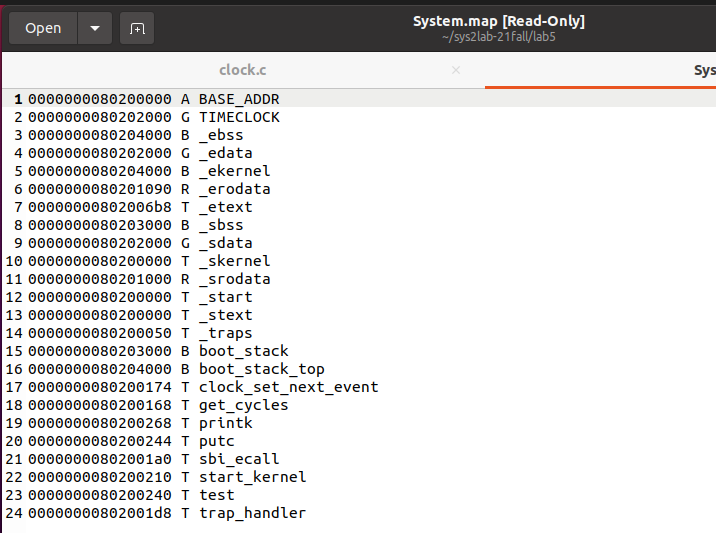 Open
System.map [Read-Only]
~/sys2lab-21fall/lab5
clock.c × Sys
1 0000000080200000 A BASE_ADDR
2 0000000080202000 G TIMECLOCK
3 0000000080204000 B _ebss
4 0000000080202000 G _edata
5 0000000080204000 B _ekernel
6 0000000080201090 R _erodata
7 00000000802006b8 T _etext
8 0000000080203000 B _sbss
9 0000000080202000 G _sdata
10 0000000080200000 T _skernel
11 0000000080201000 R _srodata
12 0000000080200000 T _start
13 0000000080200000 T _stext
14 0000000080200050 T _traps
15 0000000080203000 B boot_stack
16 0000000080204000 B boot_stack_top
17 0000000080200174 T clock_set_next_event
18 0000000080200168 T get_cycles
19 0000000080200268 T printk
20 0000000080200244 T putc
21 00000000802001a0 T sbi_ecall
22 0000000080200210 T start_kernel
23 0000000080200240 T test
24 00000000802001d8 T trap_handler